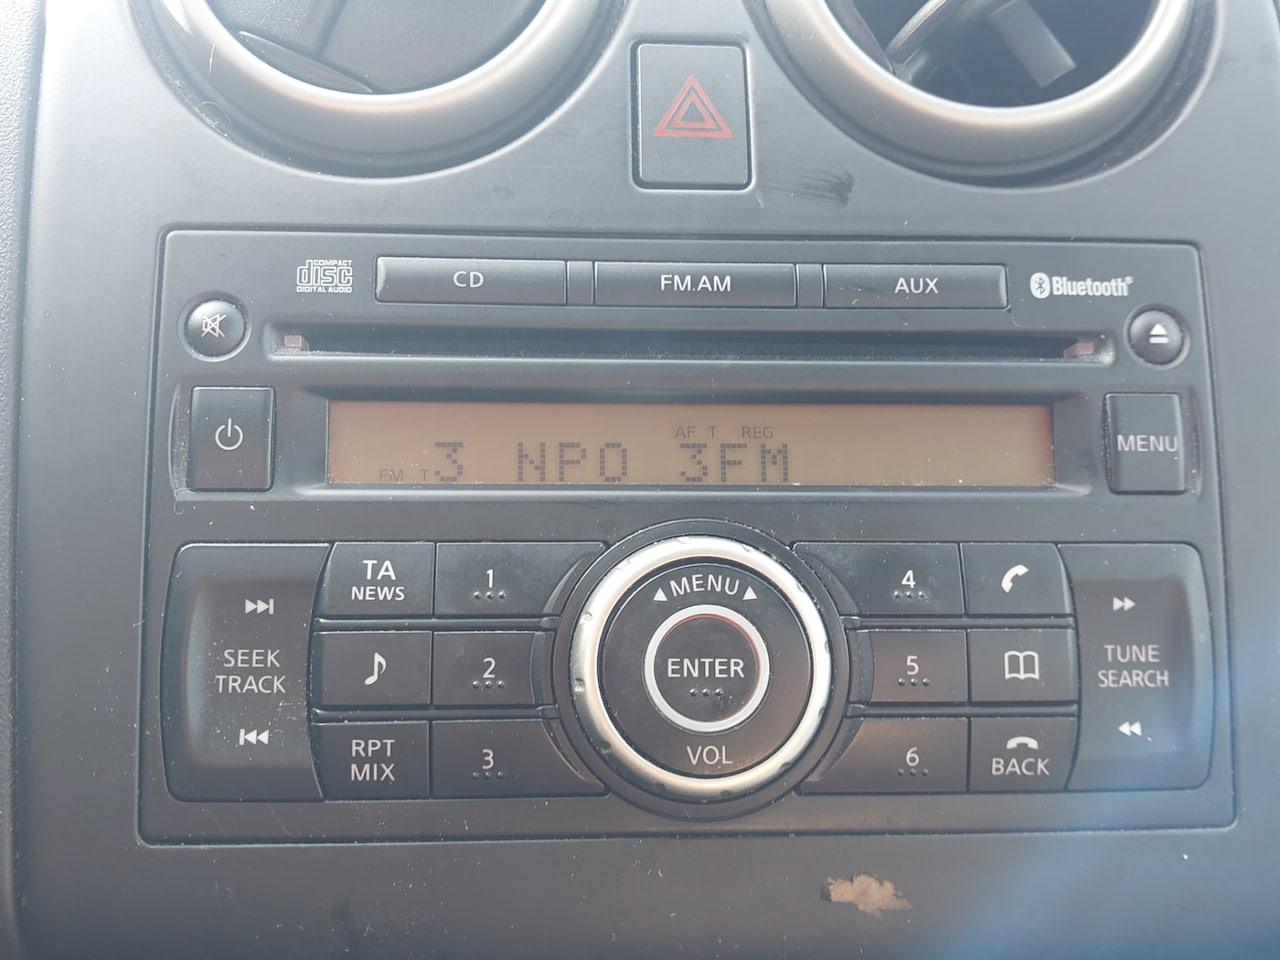 COMPACT
disc
DIGITAL AUDIO
CD
FM.AM
AUX
Bluetooth®
AF T REG
FM T 3 NPO 3FM
MENU
TA
NEWS
1
MENU
4
SEEK
TRACK
2
ENTER
5
TUNE
SEARCH
RPT
MIX
3
VOL
6
BACK